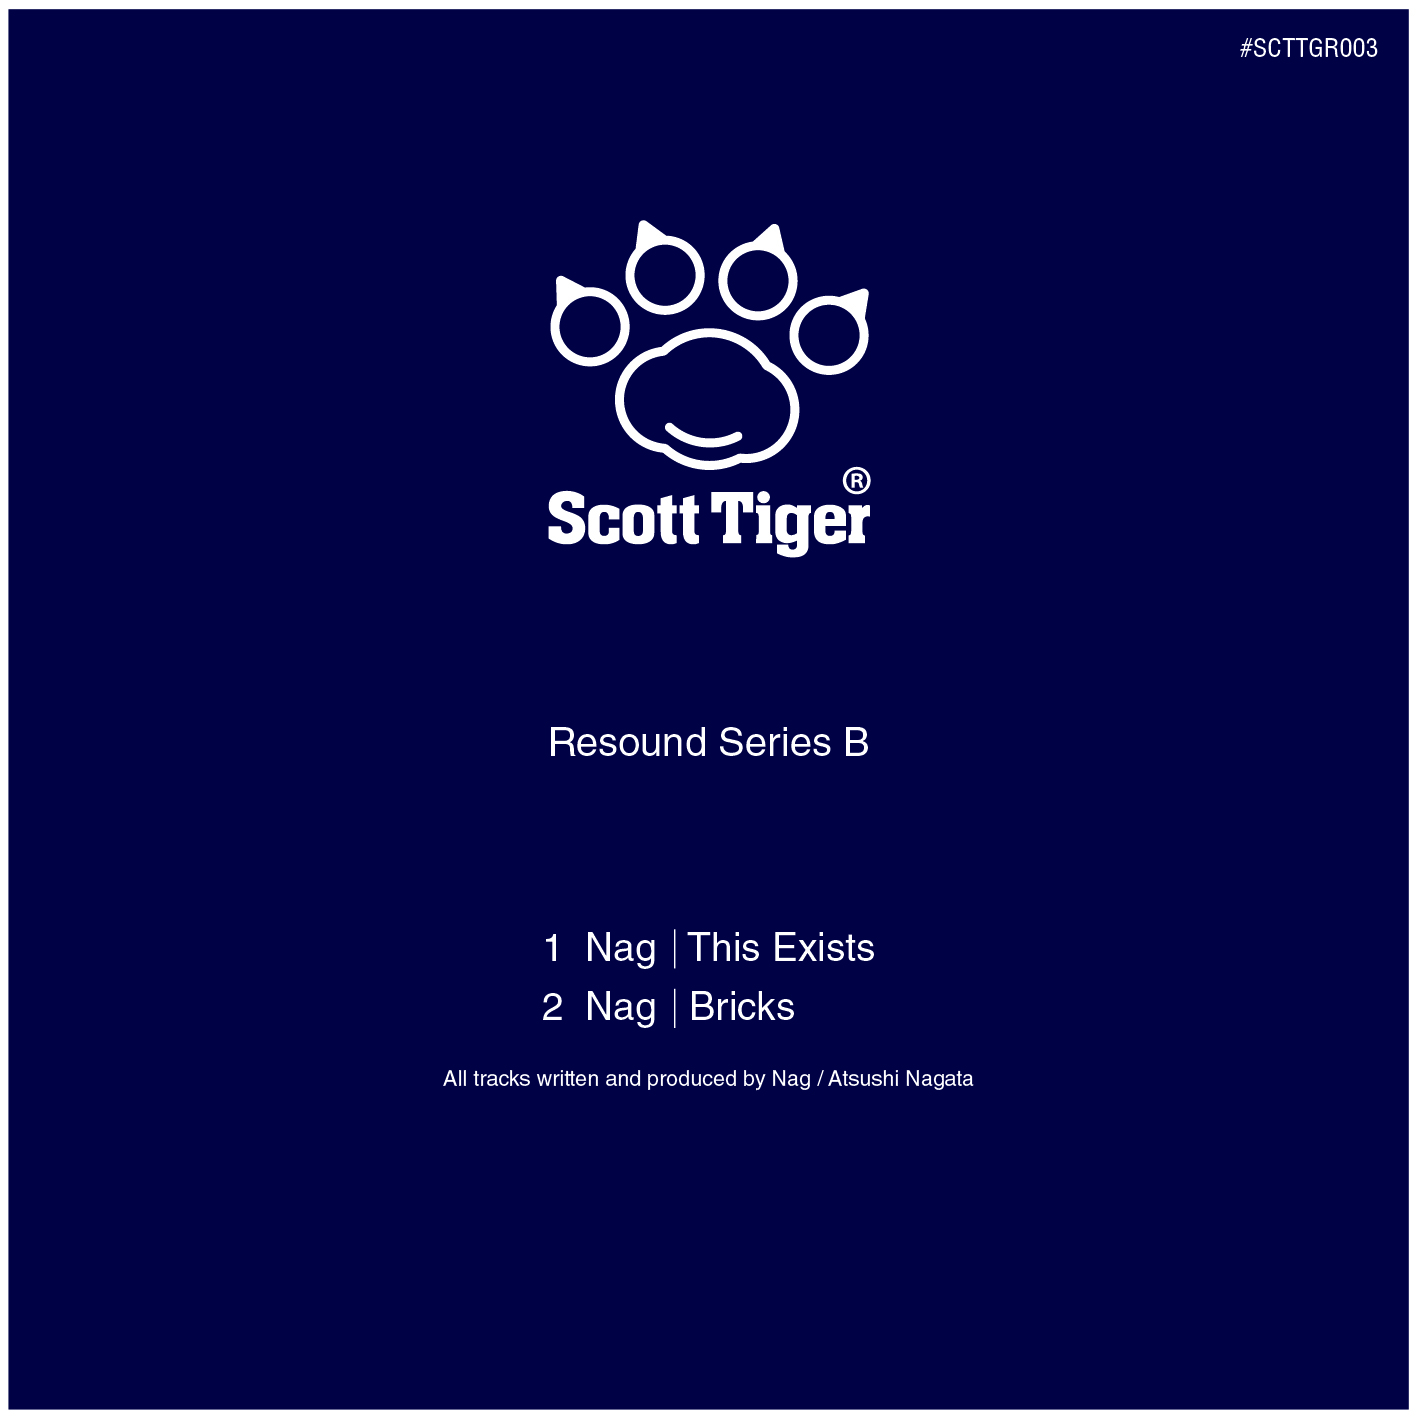 #SCTTGR003
Scott Tiger®
Resound Series B
1 Nag | This Exists
2 Nag | Bricks
All tracks written and produced by Nag / Atsushi Nagata